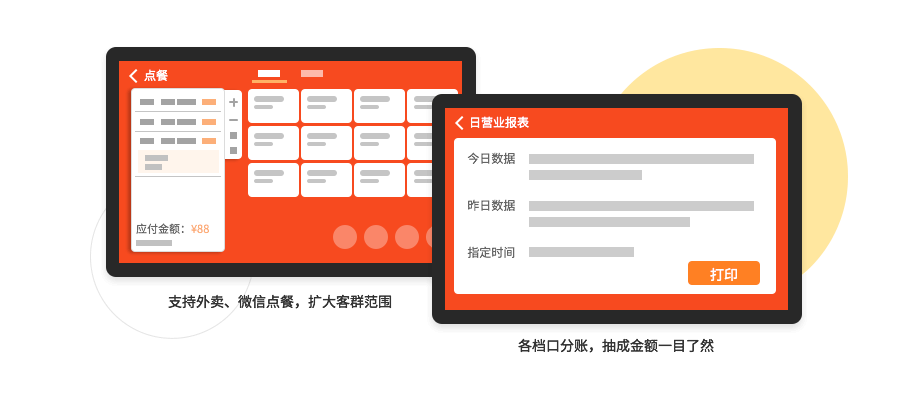 点餐
应付金额：¥88
支持外卖、微信点餐，扩大客群范围
日营业报表
今日数据
昨日数据
指定时间
打印
各档口分账，抽成金额一目了然